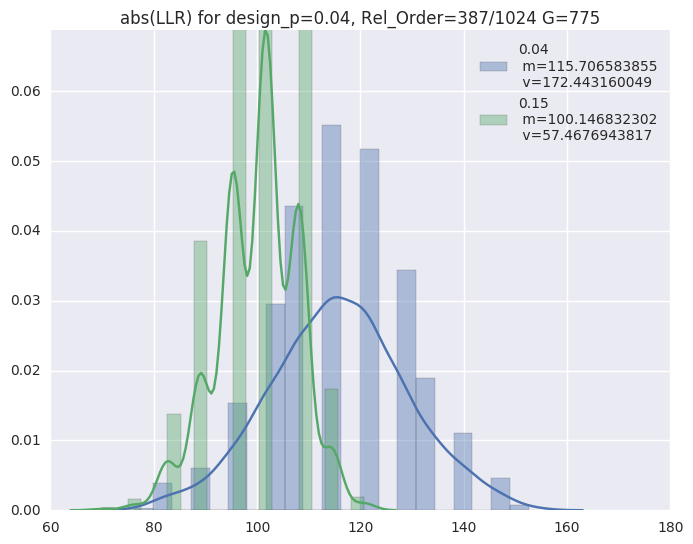 abs(LLR) for design_p=0.04, Rel_Order=387/1024 G=775
0.04
m=115.706583855
v=172.443160049
0.15
m=100.146832302
v=57.4676943817
0.06
0.05
0.04
0.03
0.02
0.01
0.00
60 80 100 120 140 160 180